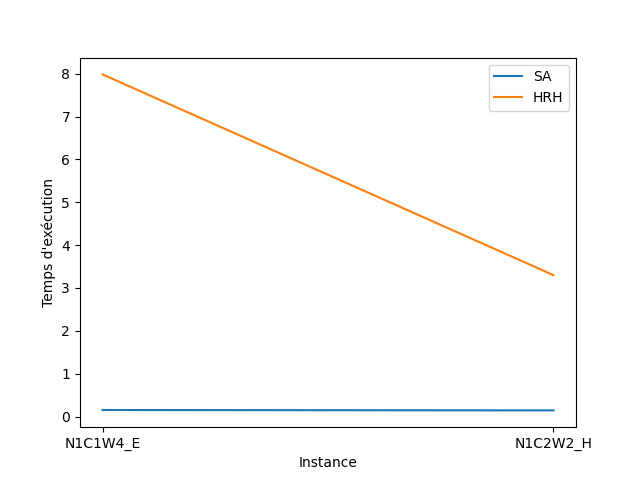 SA
HRH
8
7
6
5
4
3
2
1
0
Temps d'exécution
N1C1W4_E
N1C2W2_H
Instance